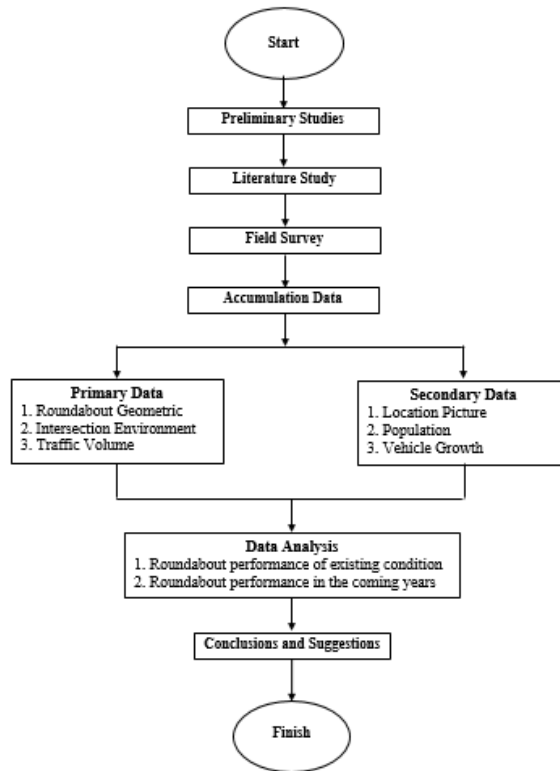 Start
Preliminary Studies
Literature Study
Field Survey
Accumulation Data
Primary Data
1. Roundabout Geometric
2. Intersection Environment
3. Traffic Volume
Secondary Data
1. Location Picture
2. Population
3. Vehicle Growth
Data Analysis
1. Roundabout performance of existing condition
2. Roundabout performance in the coming years
Conclusions and Suggestions
Finish